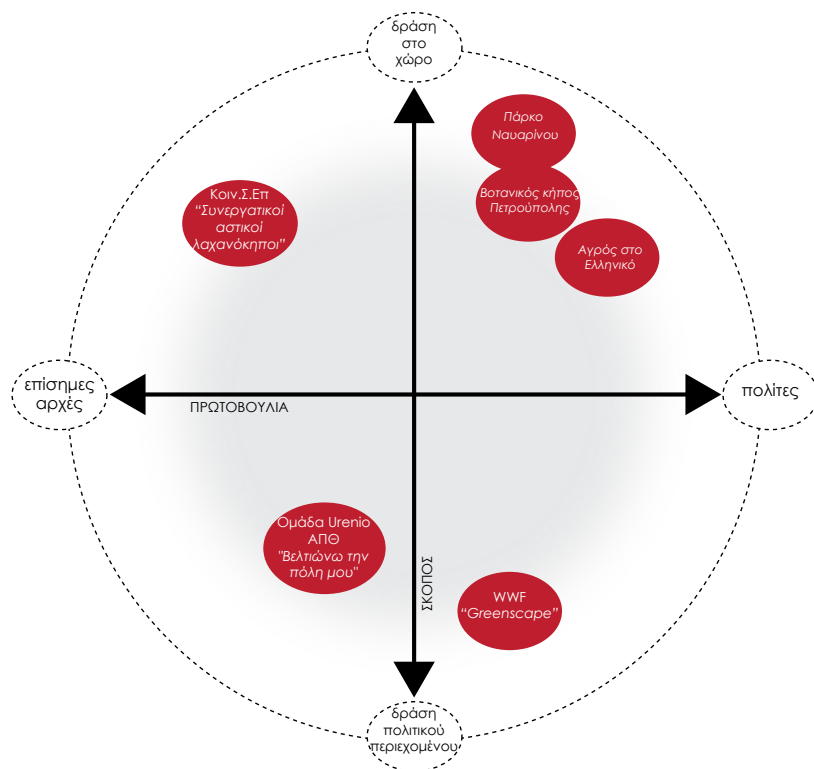 δράση
στο
χώρο
Πάρκο
Ναυαρίνου
Βοτανικός κήπος
Πετρούπολης
Κοιν.Σ.Επ
“Συνεργατικοί
αστικοί
λαχανόκηποι”
Αγρός στο
Ελληνικό
επίσημες
αρχές
πολίτες
ΠΡΩΤΟΒΟΥΛΙΑ
Ομάδα Urenio
ΑΠΘ
"Βελτιώνω την
πόλη μου"
ΣΚΟΠΟΣ
WWF
“Greenscape”
δράση
πολιτικού
περιεχομένου